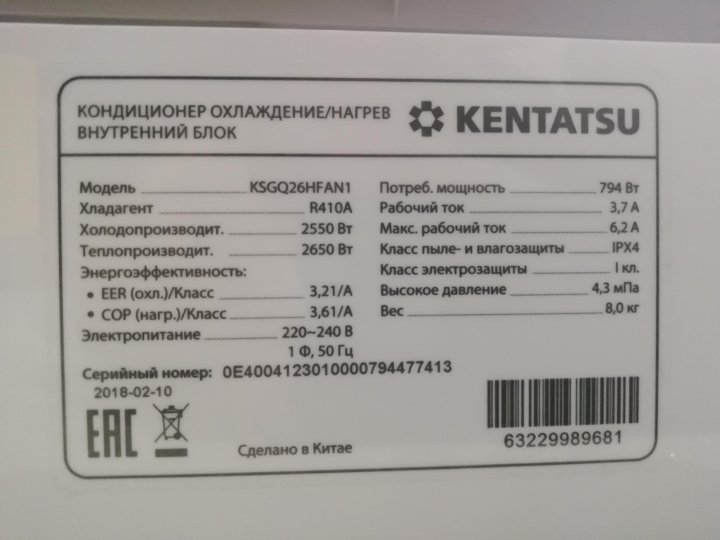 КОНДИЦИОНЕР ОХЛАЖДЕНИЕ/НАГРЕВ
ВНУТРЕННИЙ БЛОК
KENTATSU
Модель KSGQ26HFAN1
Хладагент R410A
Холодопроизводит. 2550 Вт
Теплопроизводит. 2650 Вт
Энергоэффективность:
• EER (охл.)/Класс 3,21/A
• COP (нагр.)/Класс 3,61/A
Электропитание 220~240 В
1 Ф, 50 Гц
Потреб. мощность 794 Вт
Рабочий ток 3,7 А
Макс. рабочий ток 6,2 А
Класс пыле- и влагозащиты IPX4
Класс электрозащиты I кл.
Высокое давление 4,3 мПа
Вес 8,0 кг
Серийный номер: 0E4004123010000794477413
2018-02-10
EAC
Сделано в Китае
63229989681